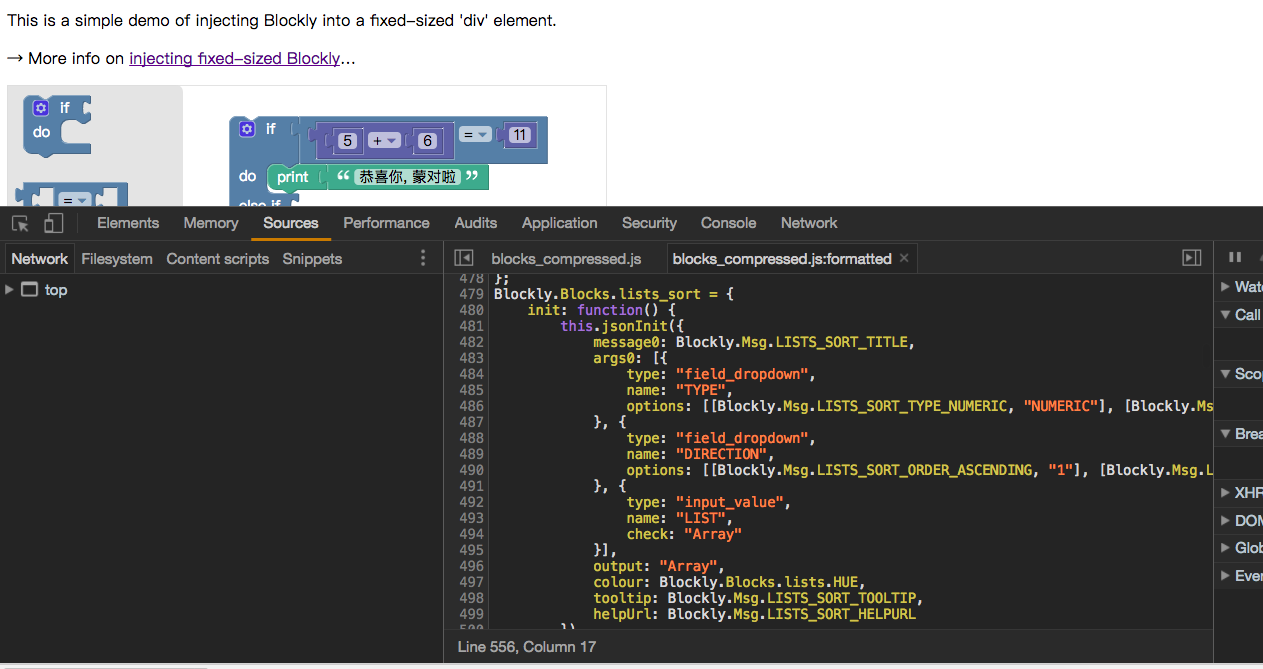 This is a simple demo of injecting Blockly into a fixed-sized 'div' element.
→ More info on injecting fixed-sized Blockly...
if
do
=
if 5 + 6 = 11
do print “ 恭喜你, 蒙对啦 ”
else if
Elements Memory Sources Performance Audits Application Security Console Network
Network Filesystem Content scripts Snippets
top
blocks_compressed.js blocks_compressed.js:formatted ×
478 };
479 Blockly.Blocks.lists_sort = {
480 init: function() {
481 this.jsonInit({
482 message0: Blockly.Msg.LISTS_SORT_TITLE,
483 args0: [{
484 type: "field_dropdown",
485 name: "TYPE",
486 options: [[Blockly.Msg.LISTS_SORT_TYPE_NUMERIC, "NUMERIC"], [Blockly.Ms
487 }, {
488 type: "field_dropdown",
489 name: "DIRECTION",
490 options: [[Blockly.Msg.LISTS_SORT_ORDER_ASCENDING, "1"], [Blockly.Msg.L
491 }, {
492 type: "input_value",
493 name: "LIST",
494 check: "Array"
495 }],
496 output: "Array",
497 colour: Blockly.Blocks.lists.HUE,
498 tooltip: Blockly.Msg.LISTS_SORT_TOOLTIP,
499 helpUrl: Blockly.Msg.LISTS_SORT_HELPURL
500 })
Line 556, Column 17
Wat
Call
Scop
Brea
XHR
DOM
Glob
Ever